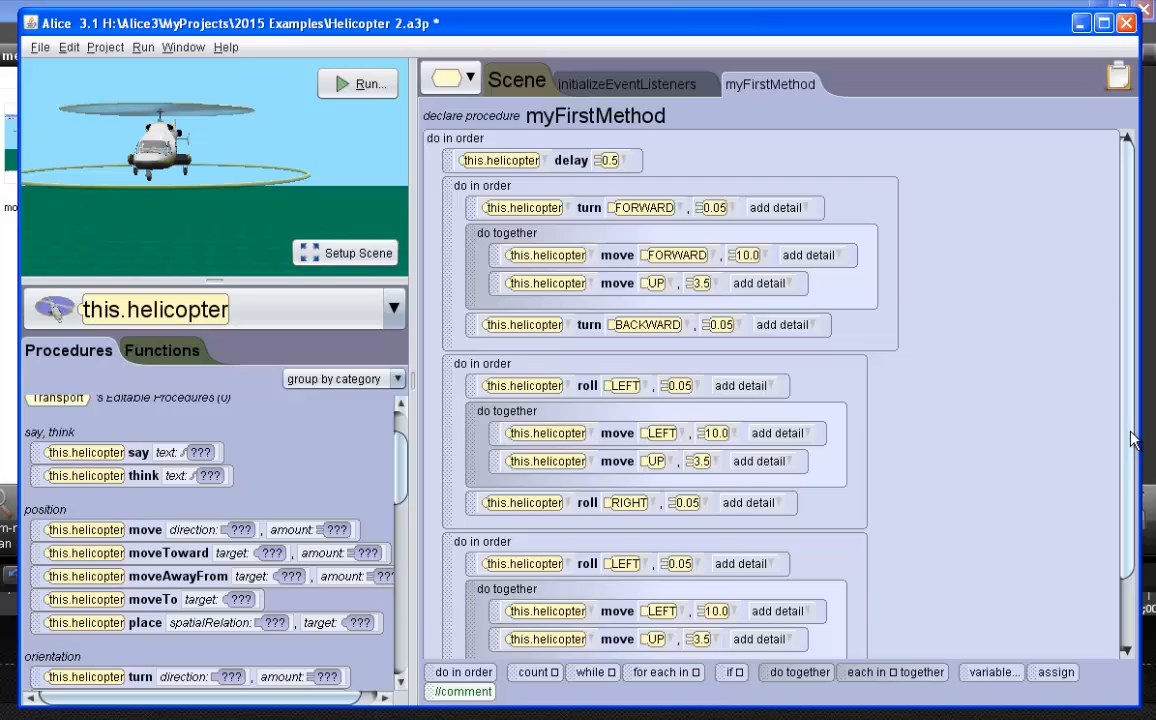 Alice 3.1 H:\Alice3\MyProjects\2015 Examples\Helicopter 2.a3p *
File Edit Project Run Window Help
Run...
Setup Scene
this.helicopter
Procedures Functions
group by category
Transport 's Editable Procedures (0)
say, think
this.helicopter say text: ???
this.helicopter think text: ???
position
this.helicopter move direction: ??? , amount: ???
this.helicopter moveToward target: ??? , amount: ???
this.helicopter moveAwayFrom target: ??? , amount: ??
this.helicopter moveTo target: ???
this.helicopter place spatialRelation: ??? , target: ???
orientation
this.helicopter turn direction: ??? , amount: ???
Scene initializeEventListeners myFirstMethod
declare procedure myFirstMethod
do in order
this.helicopter delay 0.5
do in order
this.helicopter turn FORWARD , 0.05 add detail
do together
this.helicopter move FORWARD , 10.0 add detail
this.helicopter move UP , 3.5 add detail
this.helicopter turn BACKWARD , 0.05 add detail
do in order
this.helicopter roll LEFT , 0.05 add detail
do together
this.helicopter move LEFT , 10.0 add detail
this.helicopter move UP , 3.5 add detail
this.helicopter roll RIGHT , 0.05 add detail
do in order
this.helicopter roll LEFT , 0.05 add detail
do together
this.helicopter move LEFT , 10.0 add detail
this.helicopter move UP , 3.5 add detail
do in order count while for each in if do together each in together variable... assign
//comment